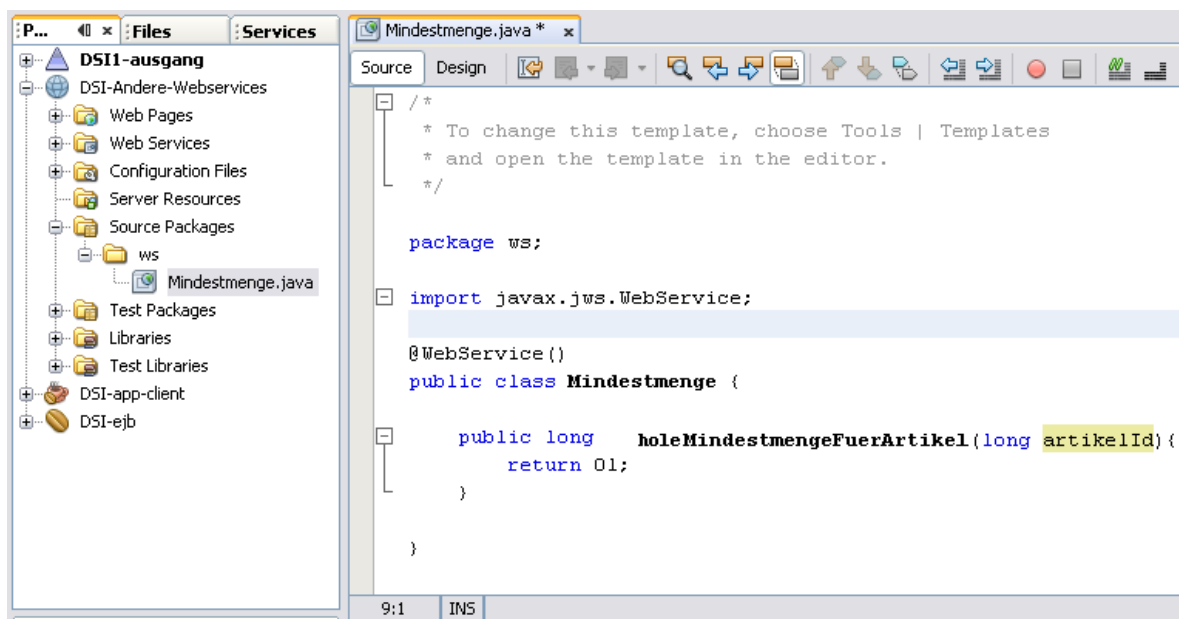 P... Files Services
DSI1-ausgang
DSI-Andere-Webservices
Web Pages
Web Services
Configuration Files
Server Resources
Source Packages
ws
Mindestmenge.java
Test Packages
Libraries
Test Libraries
DSI-app-client
DSI-ejb
Mindestmenge.java * x
Source Design
/*
* To change this template, choose Tools | Templates
* and open the template in the editor.
*/
package ws;
import javax.jws.WebService;
@WebService()
public class Mindestmenge {
public long holeMindestmengeFuerArtikel(long artikelId){
return 0l;
}
}
9:1 INS